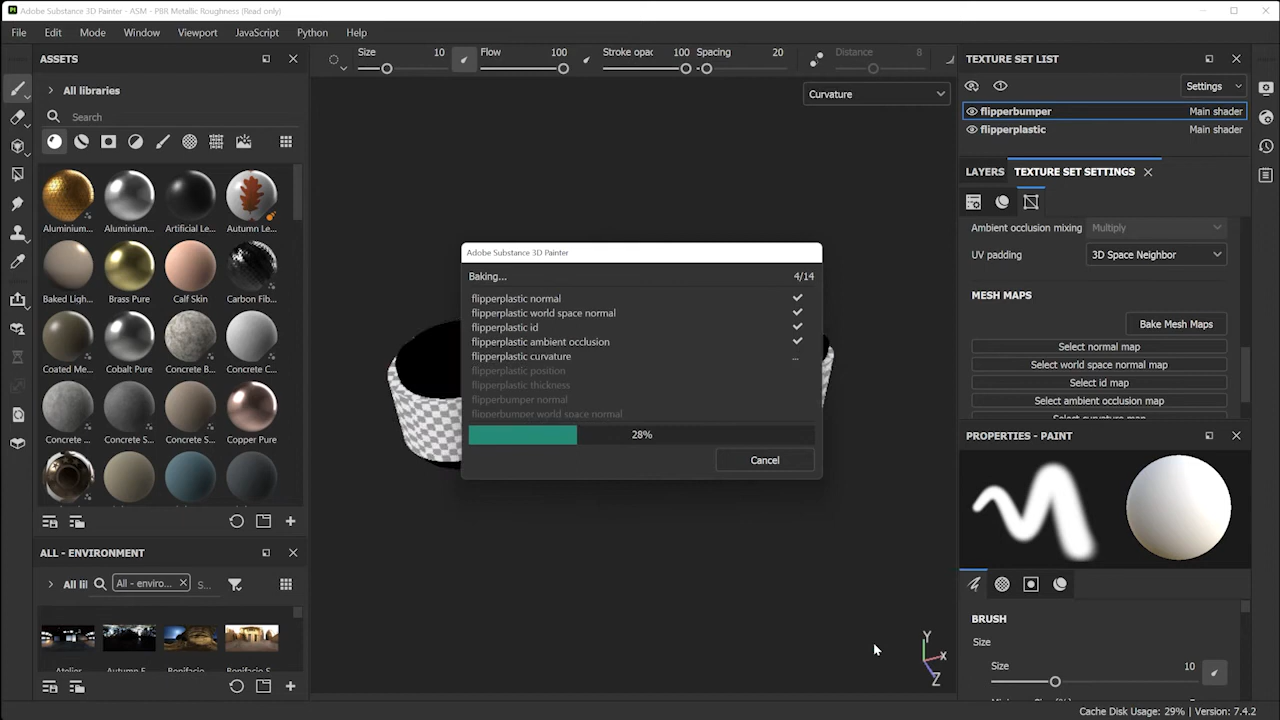 Adobe Substance 3D Painter - ASM - PBR Metallic Roughness (Read only)
File Edit Mode Window Viewport JavaScript Python Help
ASSETS
All libraries
Search
Aluminium... Aluminium... Artificial Le... Autumn Le...
Baked Ligh... Brass Pure Calf Skin Carbon Fib...
Coated Me... Cobalt Pure Concrete B... Concrete C...
Concrete ... Concrete S... Concrete S... Copper Pure
ALL - ENVIRONMENT
All lil All - enviro... S...
Atelier Autumn F Bonifacio Bonifacio S
Size 10 Flow 100 Stroke opac 100 Spacing 20 Distance 8
Curvature
Adobe Substance 3D Painter
Baking... 4/14
flipperplastic normal
flipperplastic world space normal
flipperplastic id
flipperplastic ambient occlusion
flipperplastic curvature ...
flipperplastic position
flipperplastic thickness
flipperbumper normal
flipperbumper world space normal
28%
Cancel
Y
X
Z
TEXTURE SET LIST
Settings
flipperbumper Main shader
flipperplastic Main shader
LAYERS TEXTURE SET SETTINGS
Ambient occlusion mixing Multiply
UV padding 3D Space Neighbor
MESH MAPS
Bake Mesh Maps
Select normal map
Select world space normal map
Select id map
Select ambient occlusion map
Select curvature map
PROPERTIES - PAINT
BRUSH
Size
Size 10
Cache Disk Usage: 29% | Version: 7.4.2